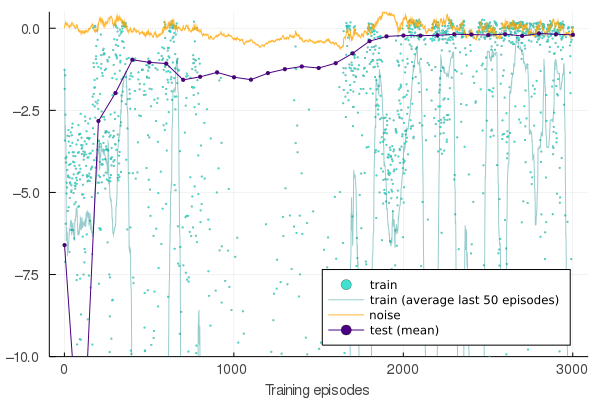 0.0
−2.5
−5.0
−7.5
−10.0
train
train (average last 50 episodes)
noise
test (mean)
0 1000 2000 3000
Training episodes